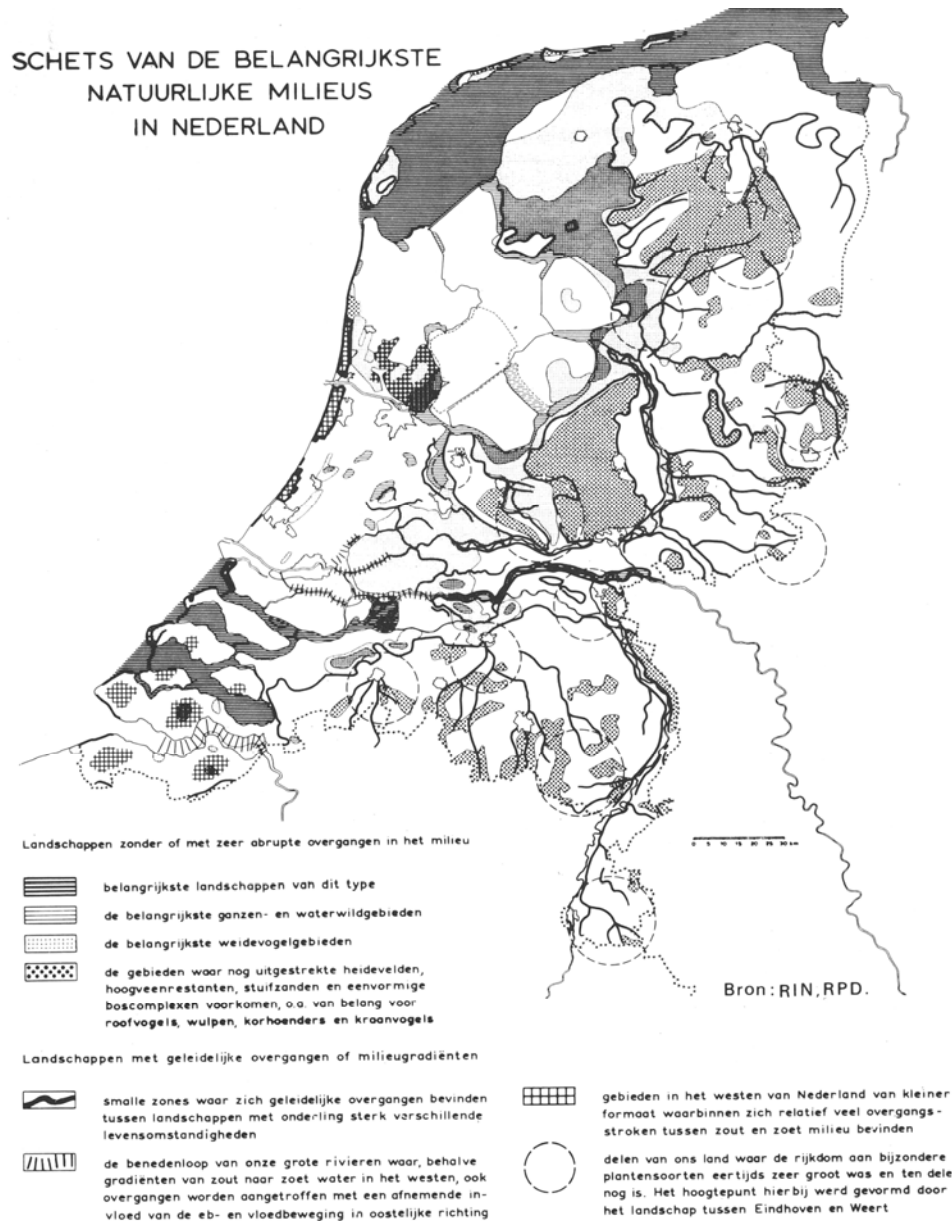 SCHETS VAN DE BELANGRIJKSTE
NATUURLIJKE MILIEUS
IN NEDERLAND
0 5 10 15 20 25 30 km
Bron: RIN, RPD.
Landschappen zonder of met zeer abrupte overgangen in het milieu
belangrijkste landschappen van dit type
de belangrijkste ganzen- en waterwildgebieden
de belangrijkste weidevogelgebieden
de gebieden waar nog uitgestrekte heidevelden,
hoogveenrestanten, stuifzanden en eenvormige
boscomplexen voorkomen, o.a. van belang voor
roofvogels, wulpen, korhoenders en kraanvogels
Landschappen met geleidelijke overgangen of milieugradiënten
smalle zones waar zich geleidelijke overgangen bevinden
tussen landschappen met onderling sterk verschillende
levensomstandigheden
de benedenloop van onze grote rivieren waar, behalve
gradiënten van zout naar zoet water in het westen, ook
overgangen worden aangetroffen met een afnemende in-
vloed van de eb- en vloedbeweging in oostelijke richting
gebieden in het westen van Nederland van kleiner
formaat waarbinnen zich relatief veel overgangs-
stroken tussen zout en zoet milieu bevinden
delen van ons land waar de rijkdom aan bijzondere
plantensoorten eertijds zeer groot was en ten dele
nog is. Het hoogtepunt hierbij werd gevormd door
het landschap tussen Eindhoven en Weert